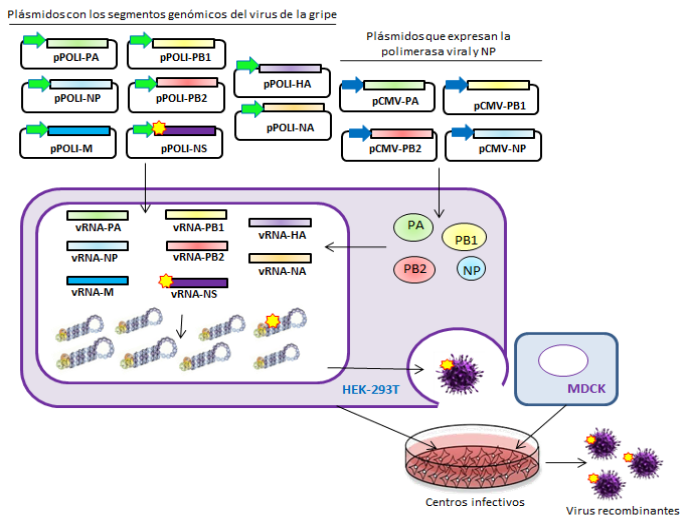 Plásmidos con los segmentos genómicos del virus de la gripe
Plásmidos que expresan la
polimerasa viral y NP
pPOLI-PA
pPOLI-PB1
pPOLI-HA
pPOLI-NP
pPOLI-PB2
pPOLI-NA
pPOLI-M
pPOLI-NS
pCMV-PA
pCMV-PB1
pCMV-PB2
pCMV-NP
vRNA-PA
vRNA-PB1
vRNA-HA
vRNA-NP
vRNA-PB2
vRNA-NA
vRNA-M
vRNA-NS
PA
PB1
PB2
NP
HEK-293T
MDCK
Centros infectivos
Virus recombinantes